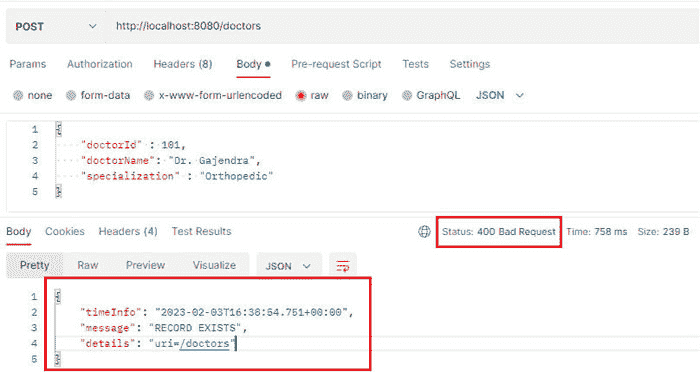 POST http://localhost:8080/doctors
Params Authorization Headers (8) Body Pre-request Script Tests Settings
none form-data x-www-form-urlencoded raw binary GraphQL JSON
1 {
2 "doctorId" : 101,
3 "doctorName": "Dr. Gajendra",
4 "specialization" : "Orthopedic"
5 }
Body Cookies Headers (4) Test Results Status: 400 Bad Request Time: 758 ms Size: 239 B
Pretty Raw Preview Visualize JSON
1 {
2 "timeInfo": "2023-02-03T16:38:54.751+00:00",
3 "message": "RECORD EXISTS",
4 "details": "uri=/doctors"
5 }